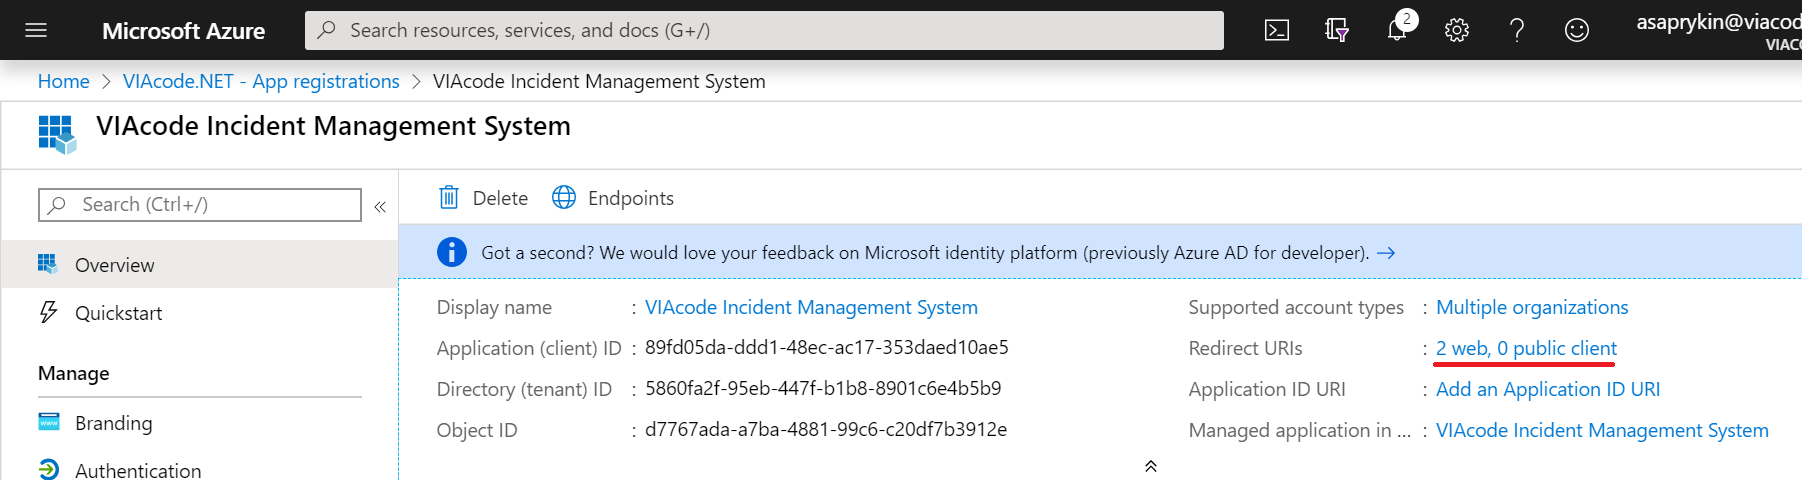 Microsoft Azure
Search resources, services, and docs (G+/)
2
asaprykin@viacod
VIAC
Home > VIAcode.NET - App registrations > VIAcode Incident Management System
VIAcode Incident Management System
Search (Ctrl+/)
«
Delete
Endpoints
Got a second? We would love your feedback on Microsoft identity platform (previously Azure AD for developer). →
Overview
Quickstart
Manage
Branding
Authentication
Display name : VIAcode Incident Management System
Application (client) ID : 89fd05da-ddd1-48ec-ac17-353daed10ae5
Directory (tenant) ID : 5860fa2f-95eb-447f-b1b8-8901c6e4b5b9
Object ID : d7767ada-a7ba-4881-99c6-c20df7b3912e
Supported account types : Multiple organizations
Redirect URIs : 2 web, 0 public client
Application ID URI : Add an Application ID URI
Managed application in ... : VIAcode Incident Management System